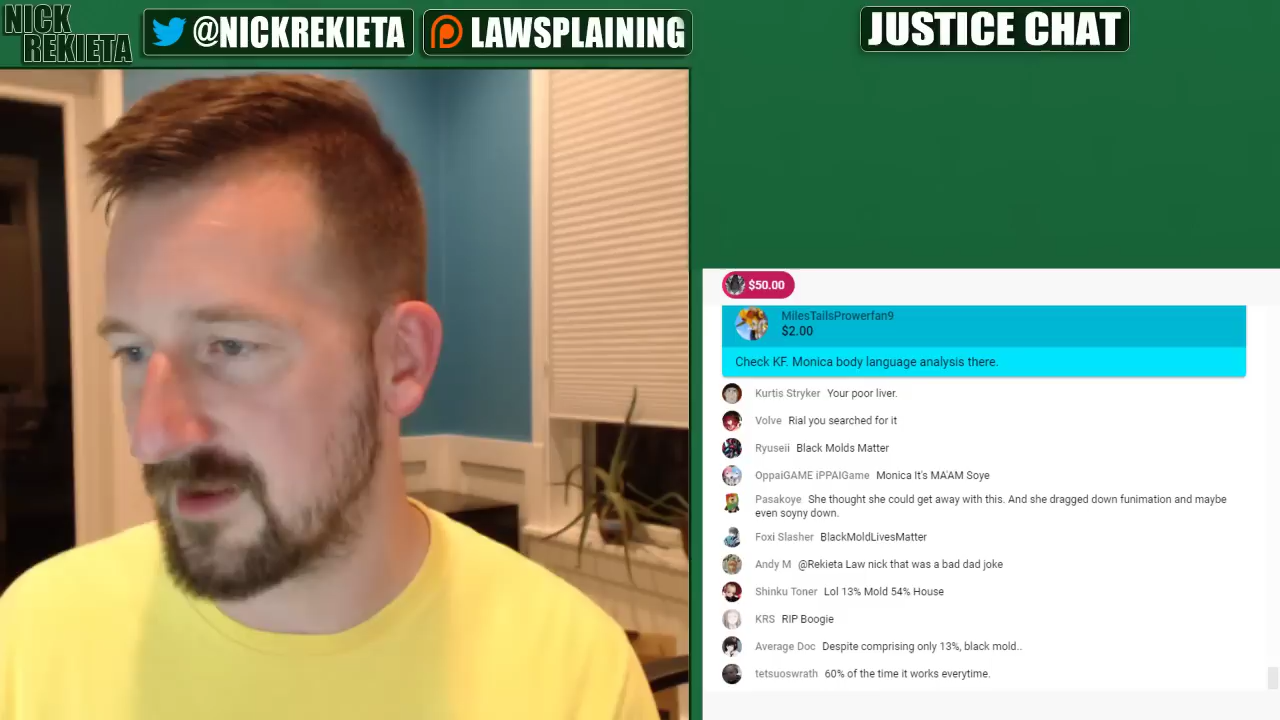 NICK
REKIETA
@NICKREKIETA
LAWSPLAINING
JUSTICE CHAT
$50.00
MilesTailsProwerfan9
$2.00
Check KF. Monica body language analysis there.
Kurtis Stryker Your poor liver.
Volve Rial you searched for it
Ryuseii Black Molds Matter
OppaiGAME iPPAIGame Monica It's MA'AM Soye
Pasakoye She thought she could get away with this. And she dragged down funimation and maybe
even soyny down.
Foxi Slasher BlackMoldLivesMatter
Andy M @Rekieta Law nick that was a bad dad joke
Shinku Toner Lol 13% Mold 54% House
KRS RIP Boogie
Average Doc Despite comprising only 13%, black mold..
tetsuoswrath 60% of the time it works everytime.